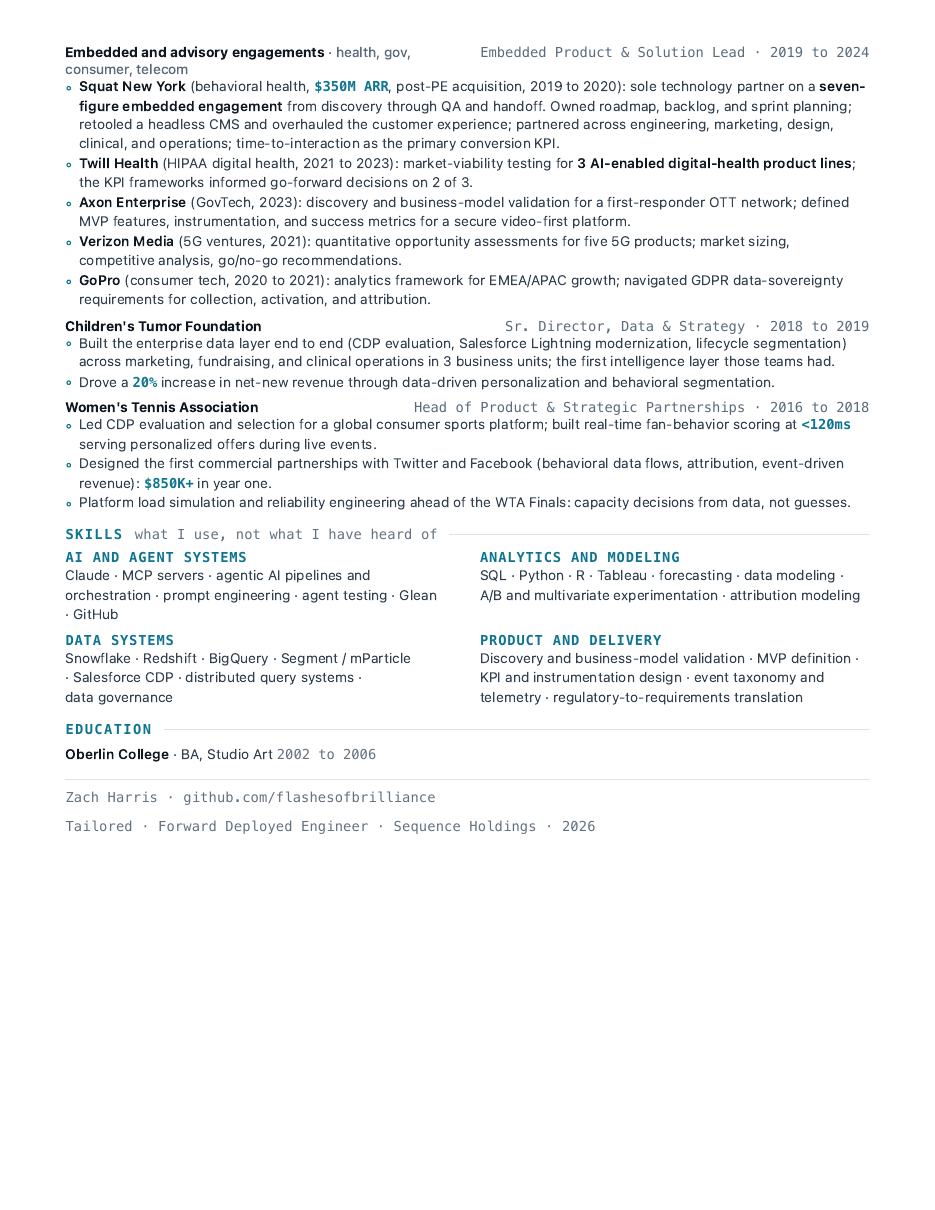 Embedded and advisory engagements · health, gov, consumer, telecom
Embedded Product & Solution Lead · 2019 to 2024
Squat New York (behavioral health, $350M ARR, post-PE acquisition, 2019 to 2020): sole technology partner on a seven-
figure embedded engagement from discovery through QA and handoff. Owned roadmap, backlog, and sprint planning;
retooled a headless CMS and overhauled the customer experience; partnered across engineering, marketing, design,
clinical, and operations; time-to-interaction as the primary conversion KPI.
Twill Health (HIPAA digital health, 2021 to 2023): market-viability testing for 3 AI-enabled digital-health product lines;
the KPI frameworks informed go-forward decisions on 2 of 3.
Axon Enterprise (GovTech, 2023): discovery and business-model validation for a first-responder OTT network; defined
MVP features, instrumentation, and success metrics for a secure video-first platform.
Verizon Media (5G ventures, 2021): quantitative opportunity assessments for five 5G products; market sizing,
competitive analysis, go/no-go recommendations.
GoPro (consumer tech, 2020 to 2021): analytics framework for EMEA/APAC growth; navigated GDPR data-sovereignty
requirements for collection, activation, and attribution.
Children's Tumor Foundation
Sr. Director, Data & Strategy · 2018 to 2019
Built the enterprise data layer end to end (CDP evaluation, Salesforce Lightning modernization, lifecycle segmentation)
across marketing, fundraising, and clinical operations in 3 business units; the first intelligence layer those teams had.
Drove a 20% increase in net-new revenue through data-driven personalization and behavioral segmentation.
Women's Tennis Association
Head of Product & Strategic Partnerships · 2016 to 2018
Led CDP evaluation and selection for a global consumer sports platform; built real-time fan-behavior scoring at <120ms
serving personalized offers during live events.
Designed the first commercial partnerships with Twitter and Facebook (behavioral data flows, attribution, event-driven
revenue): $850K+ in year one.
Platform load simulation and reliability engineering ahead of the WTA Finals: capacity decisions from data, not guesses.
SKILLS what I use, not what I have heard of
AI AND AGENT SYSTEMS
Claude · MCP servers · agentic AI pipelines and
orchestration · prompt engineering · agent testing · Glean
· GitHub
ANALYTICS AND MODELING
SQL · Python · R · Tableau · forecasting · data modeling ·
A/B and multivariate experimentation · attribution modeling
DATA SYSTEMS
Snowflake · Redshift · BigQuery · Segment / mParticle
· Salesforce CDP · distributed query systems ·
data governance
PRODUCT AND DELIVERY
Discovery and business-model validation · MVP definition ·
KPI and instrumentation design · event taxonomy and
telemetry · regulatory-to-requirements translation
EDUCATION
Oberlin College · BA, Studio Art 2002 to 2006
Zach Harris · github.com/flashesofbrilliance
Tailored · Forward Deployed Engineer · Sequence Holdings · 2026